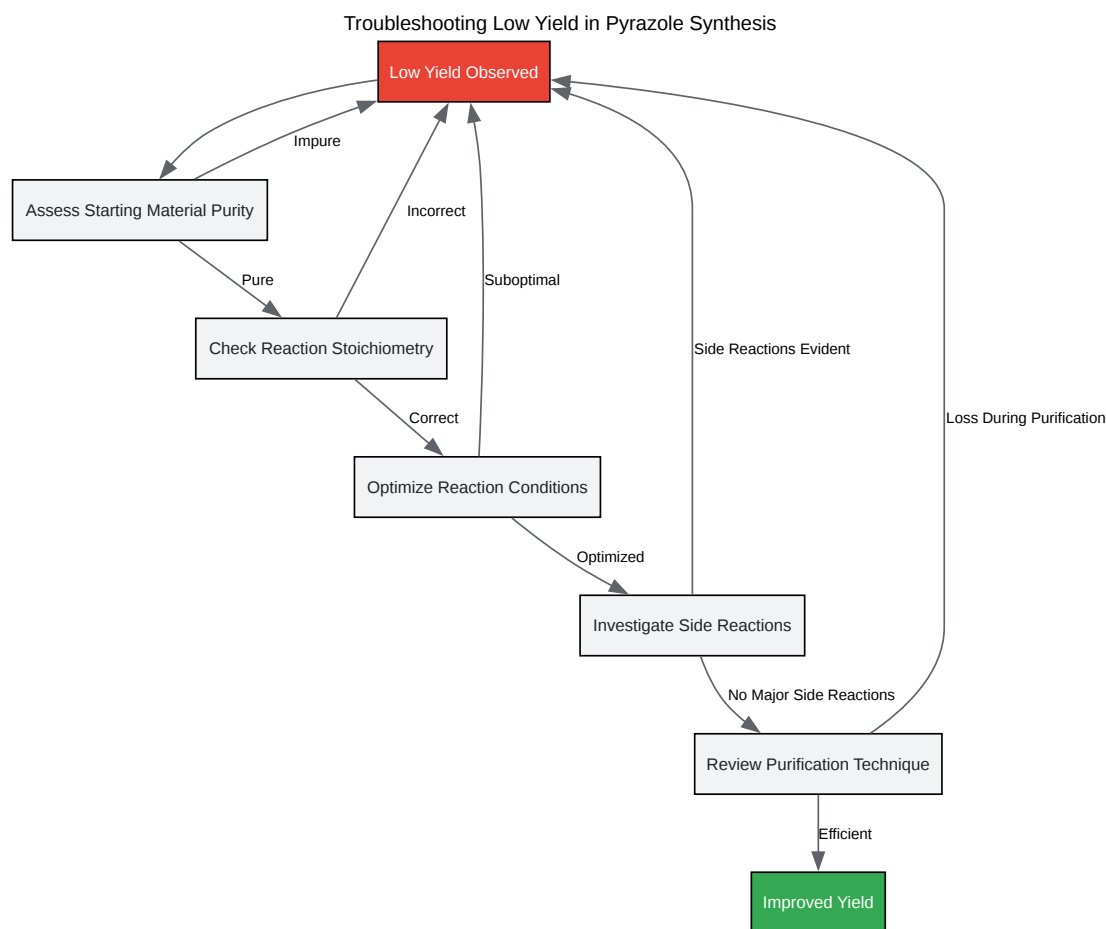 Troubleshooting Low Yield in Pyrazole Synthesis
Low Yield Observed
Impure
Assess Starting Material Purity
Incorrect
Pure
Suboptimal
Check Reaction Stoichiometry
Side Reactions Evident
Correct
Loss During Purification
Optimize Reaction Conditions
Optimized
Investigate Side Reactions
No Major Side Reactions
Review Purification Technique
Efficient
Improved Yield